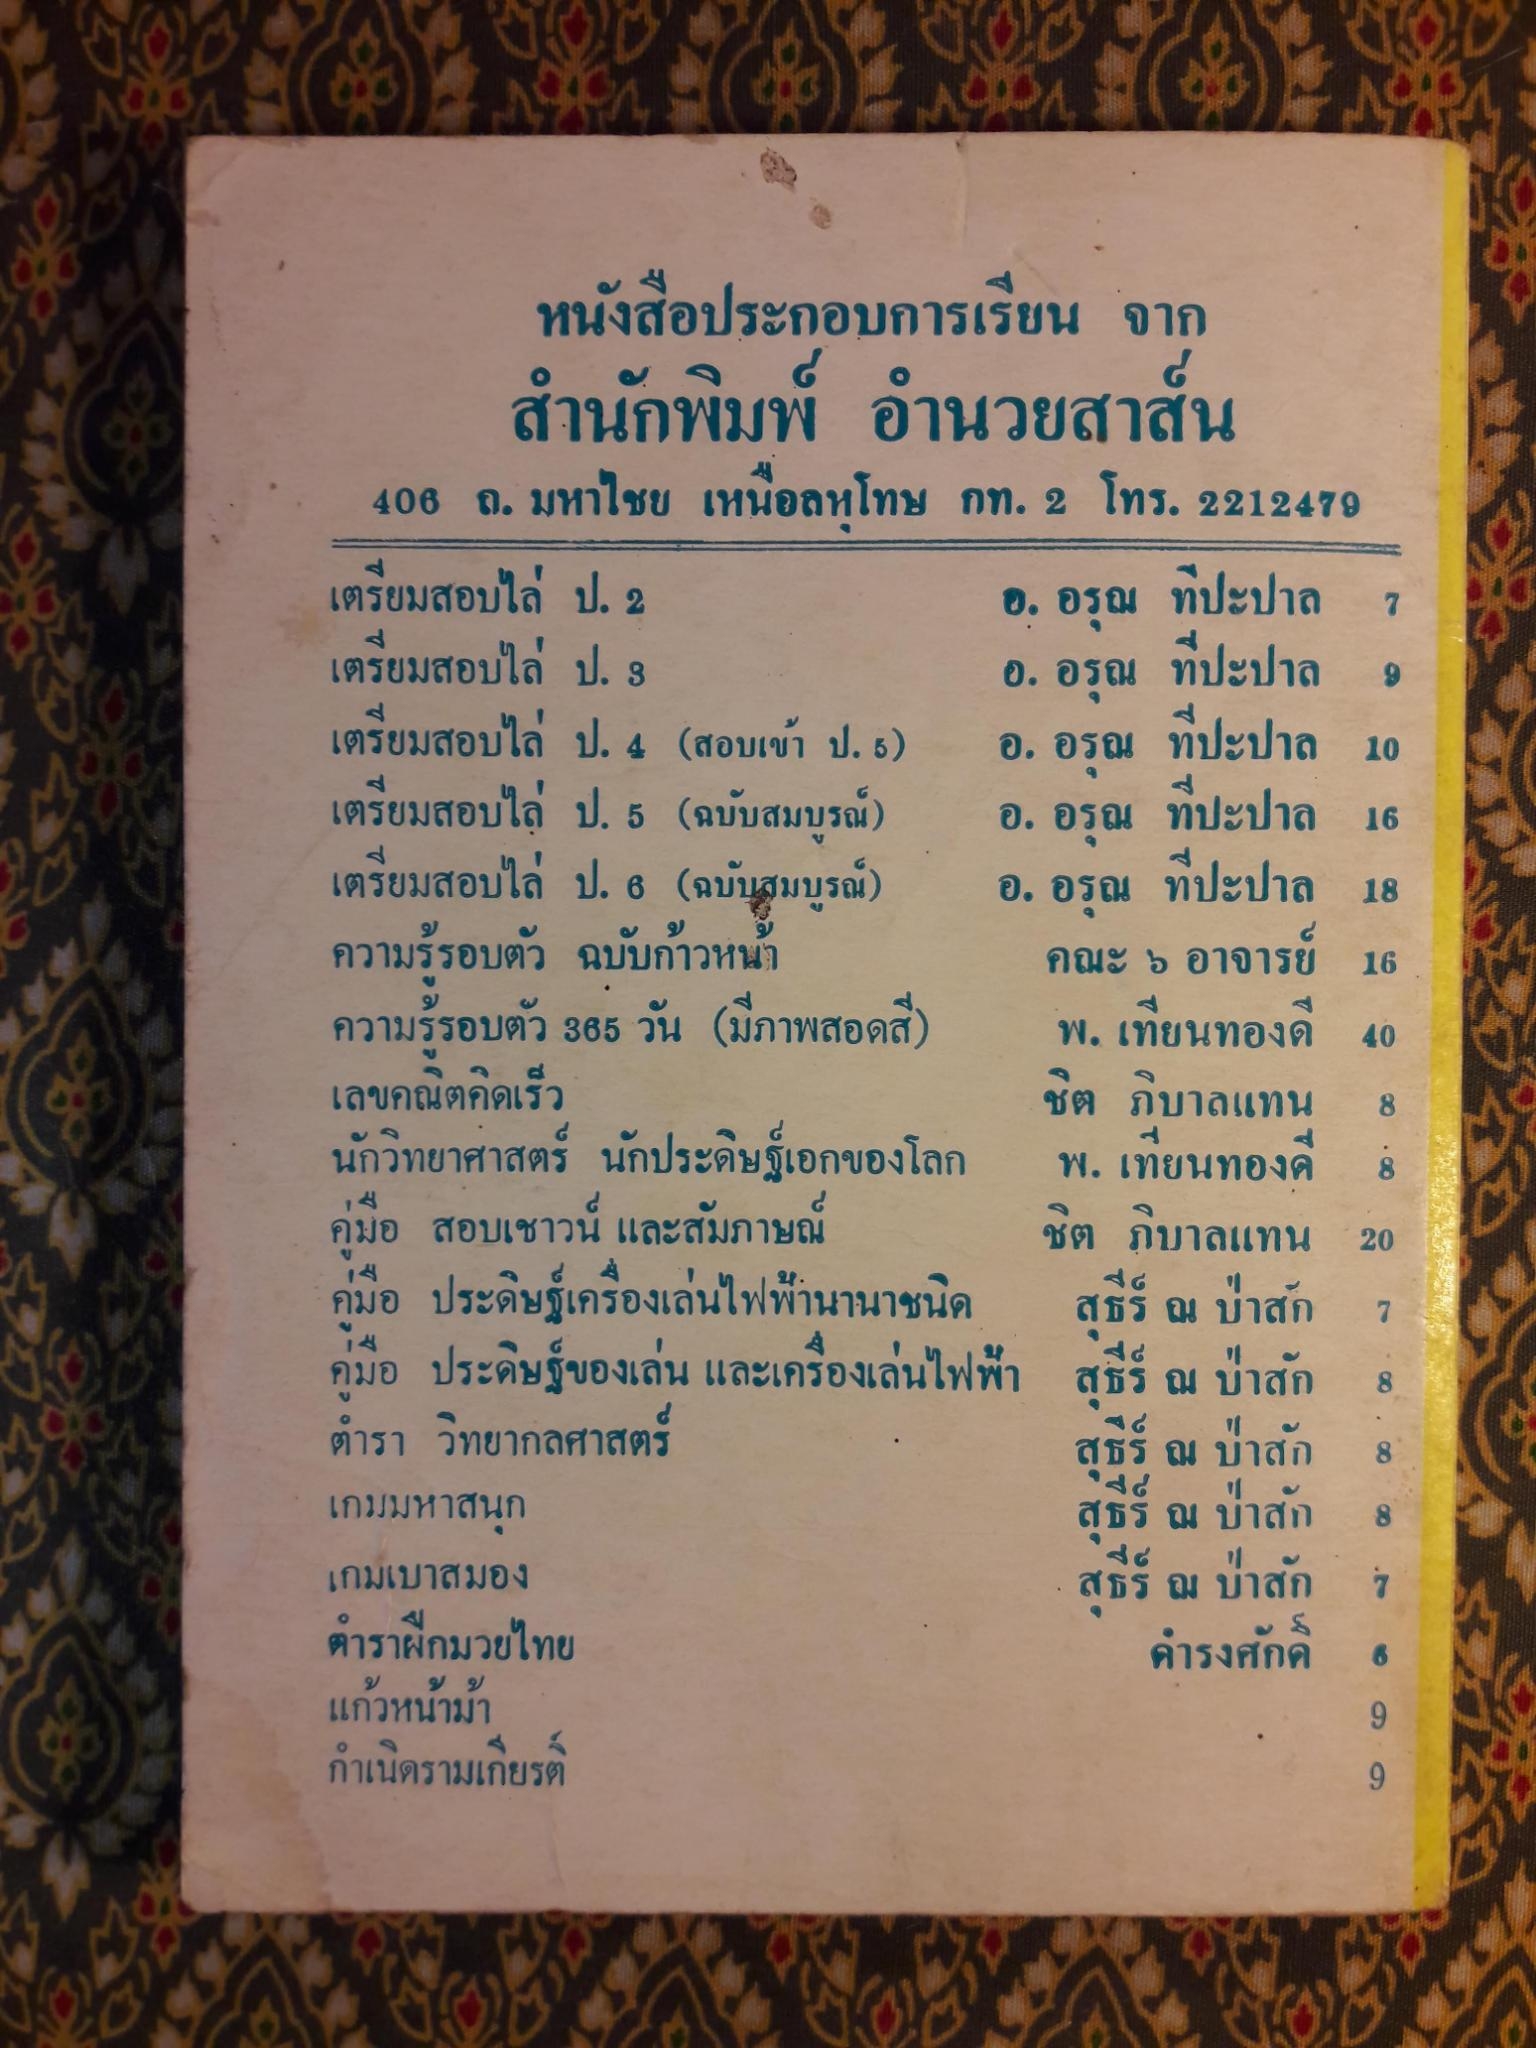 หนังสือประกอบการเรียน จาก
สำนักพิมพ์ อำนวยสาส์น
406 ถ. มหาไชย เหนือลหุโทษ กท. 2 โทร. 2212479
เตรียมสอบไล่ ป. 2 อ. อรุณ ทีปะปาล 7
เตรียมสอบไล่ ป. 3 อ. อรุณ ทีปะปาล 9
เตรียมสอบไล่ ป. 4 (สอบเข้า ป. 5) อ. อรุณ ทีปะปาล 10
เตรียมสอบไล่ ป. 5 (ฉบับสมบูรณ์) อ. อรุณ ทีปะปาล 16
เตรียมสอบไล่ ป. 6 (ฉบับสมบูรณ์) อ. อรุณ ทีปะปาล 18
ความรู้รอบตัว ฉบับก้าวหน้า คณะ ๖ อาจารย์ 16
ความรู้รอบตัว 365 วัน (มีภาพสอดสี) พ. เทียนทองดี 40
เลขคณิตคิดเร็ว ชิต ภิบาลแทน 8
นักวิทยาศาสตร์ นักประดิษฐ์เอกของโลก พ. เทียนทองดี 8
คู่มือ สอบเชาวน์ และสัมภาษณ์ ชิต ภิบาลแทน 20
คู่มือ ประดิษฐ์เครื่องเล่นไฟฟ้านานาชนิด สุธีร์ ณ ป่าสัก 7
คู่มือ ประดิษฐ์ของเล่น และเครื่องเล่นไฟฟ้า สุธีร์ ณ ป่าสัก 8
ตำรา วิทยากลศาสตร์ สุธีร์ ณ ป่าสัก 8
เกมมหาสนุก สุธีร์ ณ ป่าสัก 8
เกมเบาสมอง สุธีร์ ณ ป่าสัก 7
ตำราฝึกมวยไทย ดำรงศักดิ์ 6
แก้วหน้าม้า 9
กำเนิดรามเกียรติ์ 9